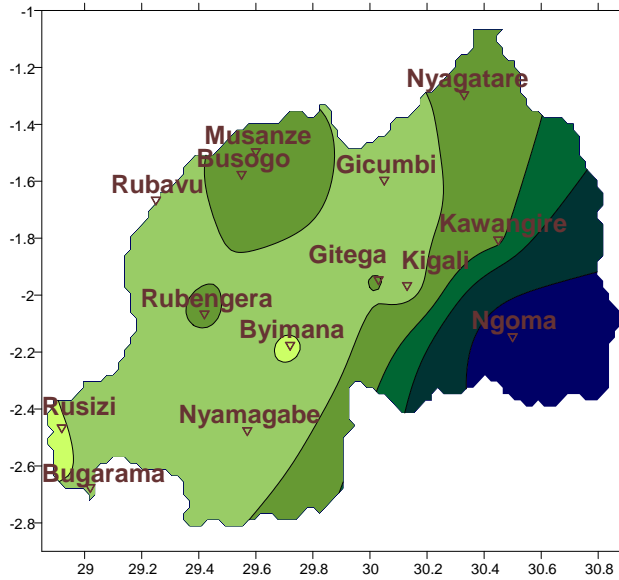 -1
-1.2
Nyagatare
-1.4
Musanze
Busogo
Gicumbi
-1.6
Rubavu
-1.8
Kawangire
Gitega
Kigali
-2
Rubengera
Byimana
Ngoma
-2.2
-2.4
Rusizi
Nyamagabe
-2.6
Bugarama
-2.8
29 29.2 29.4 29.6 29.8 30 30.2 30.4 30.6 30.8